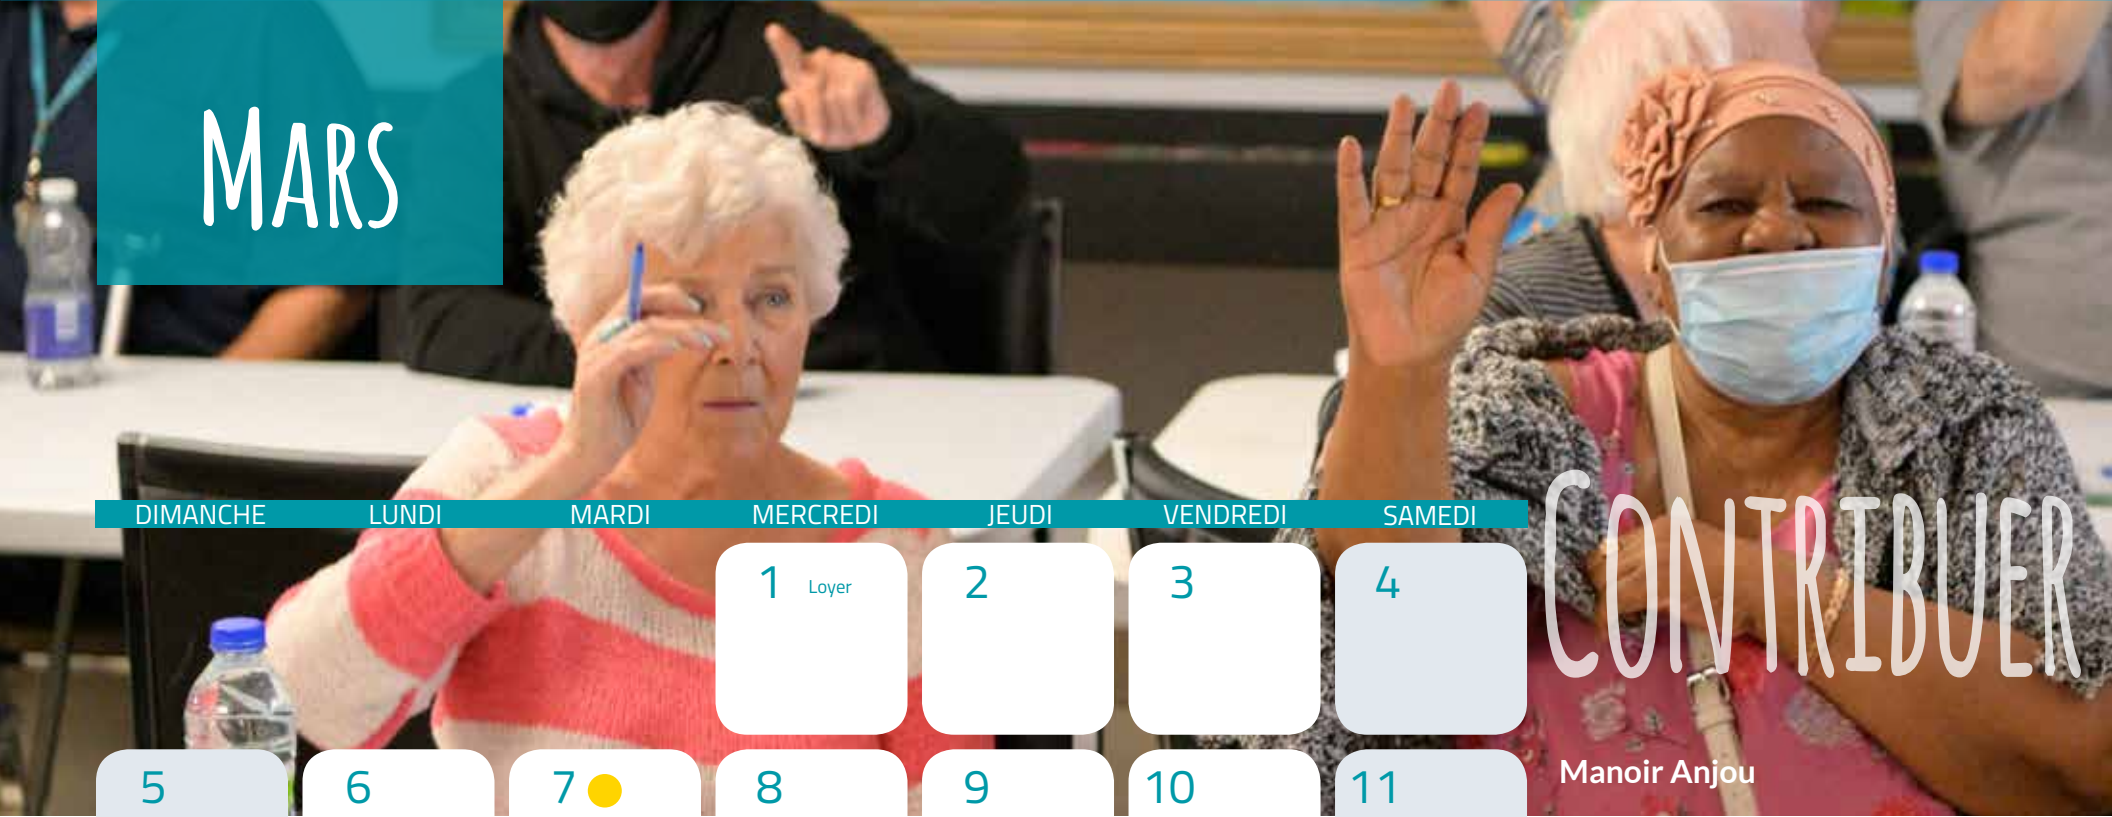 MARS
DIMANCHE LUNDI MARDI MERCREDI JEUDI VENDREDI SAMEDI
CONTRIBUER
1 Loyer 2 3 4
Manoir Anjou
5 6 7 8 9 10 11